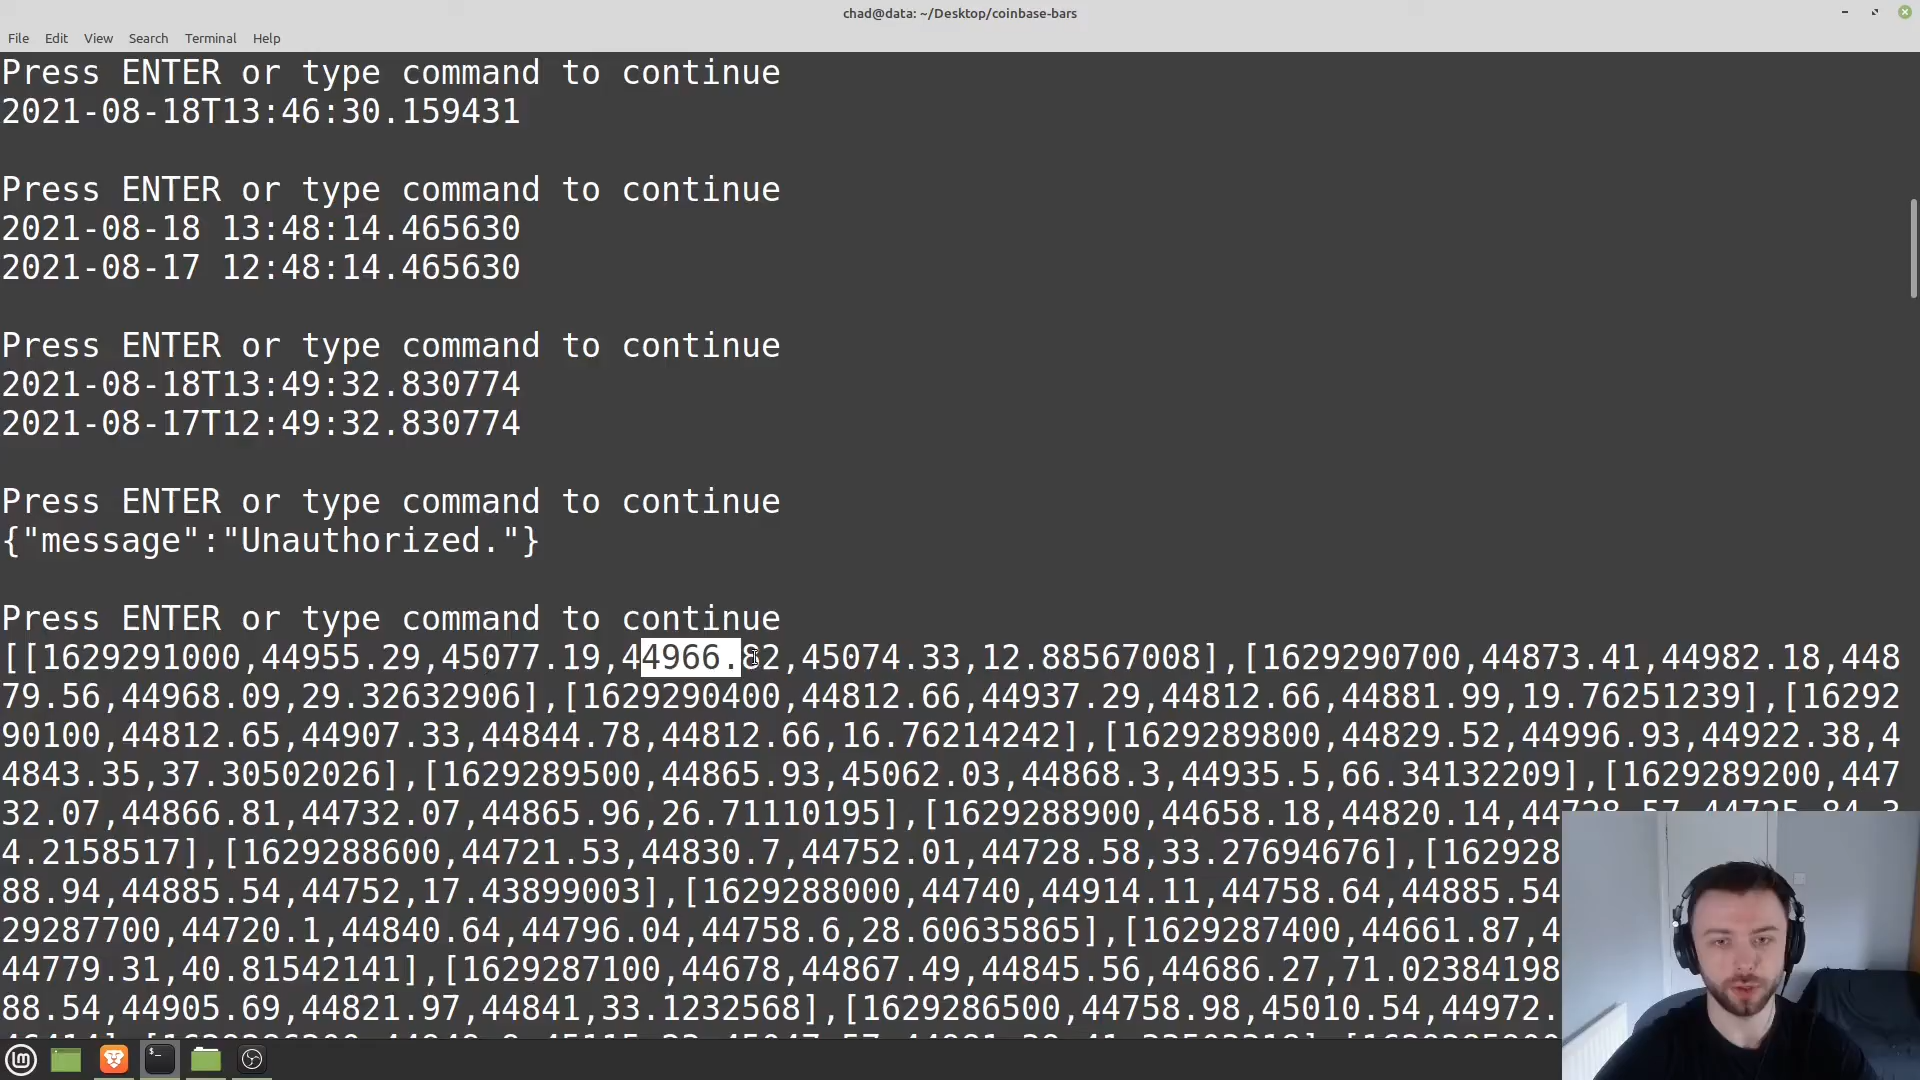 chad@data: ~/Desktop/coinbase-bars
File Edit View Search Terminal Help
Press ENTER or type command to continue
2021-08-18T13:46:30.159431
Press ENTER or type command to continue
2021-08-18 13:48:14.465630
2021-08-17 12:48:14.465630
Press ENTER or type command to continue
2021-08-18T13:49:32.830774
2021-08-17T12:49:32.830774
Press ENTER or type command to continue
{"message":"Unauthorized."}
Press ENTER or type command to continue
[[1629291000,44955.29,45077.19,44966.92,45074.33,12.88567008],[1629290700,44873.41,44982.18,448
79.56,44968.09,29.32632906],[1629290400,44812.66,44937.29,44812.66,44881.99,19.76251239],[16292
90100,44812.65,44907.33,44844.78,44812.66,16.76214242],[1629289800,44829.52,44996.93,44922.38,4
4843.35,37.30502026],[1629289500,44865.93,45062.03,44868.3,44935.5,66.34132209],[1629289200,447
32.07,44866.81,44732.07,44865.96,26.71110195],[1629288900,44658.18,44820.14,44728.57,44725.84,3
4.2158517],[1629288600,44721.53,44830.7,44752.01,44728.58,33.27694676],[162928
88.94,44885.54,44752,17.43899003],[1629288000,44740,44914.11,44758.64,44885.54
29287700,44720.1,44840.64,44796.04,44758.6,28.60635865],[1629287400,44661.87,4
44779.31,40.81542141],[1629287100,44678,44867.49,44845.56,44686.27,71.02384198
88.54,44905.69,44821.97,44841,33.1232568],[1629286500,44758.98,45010.54,44972.